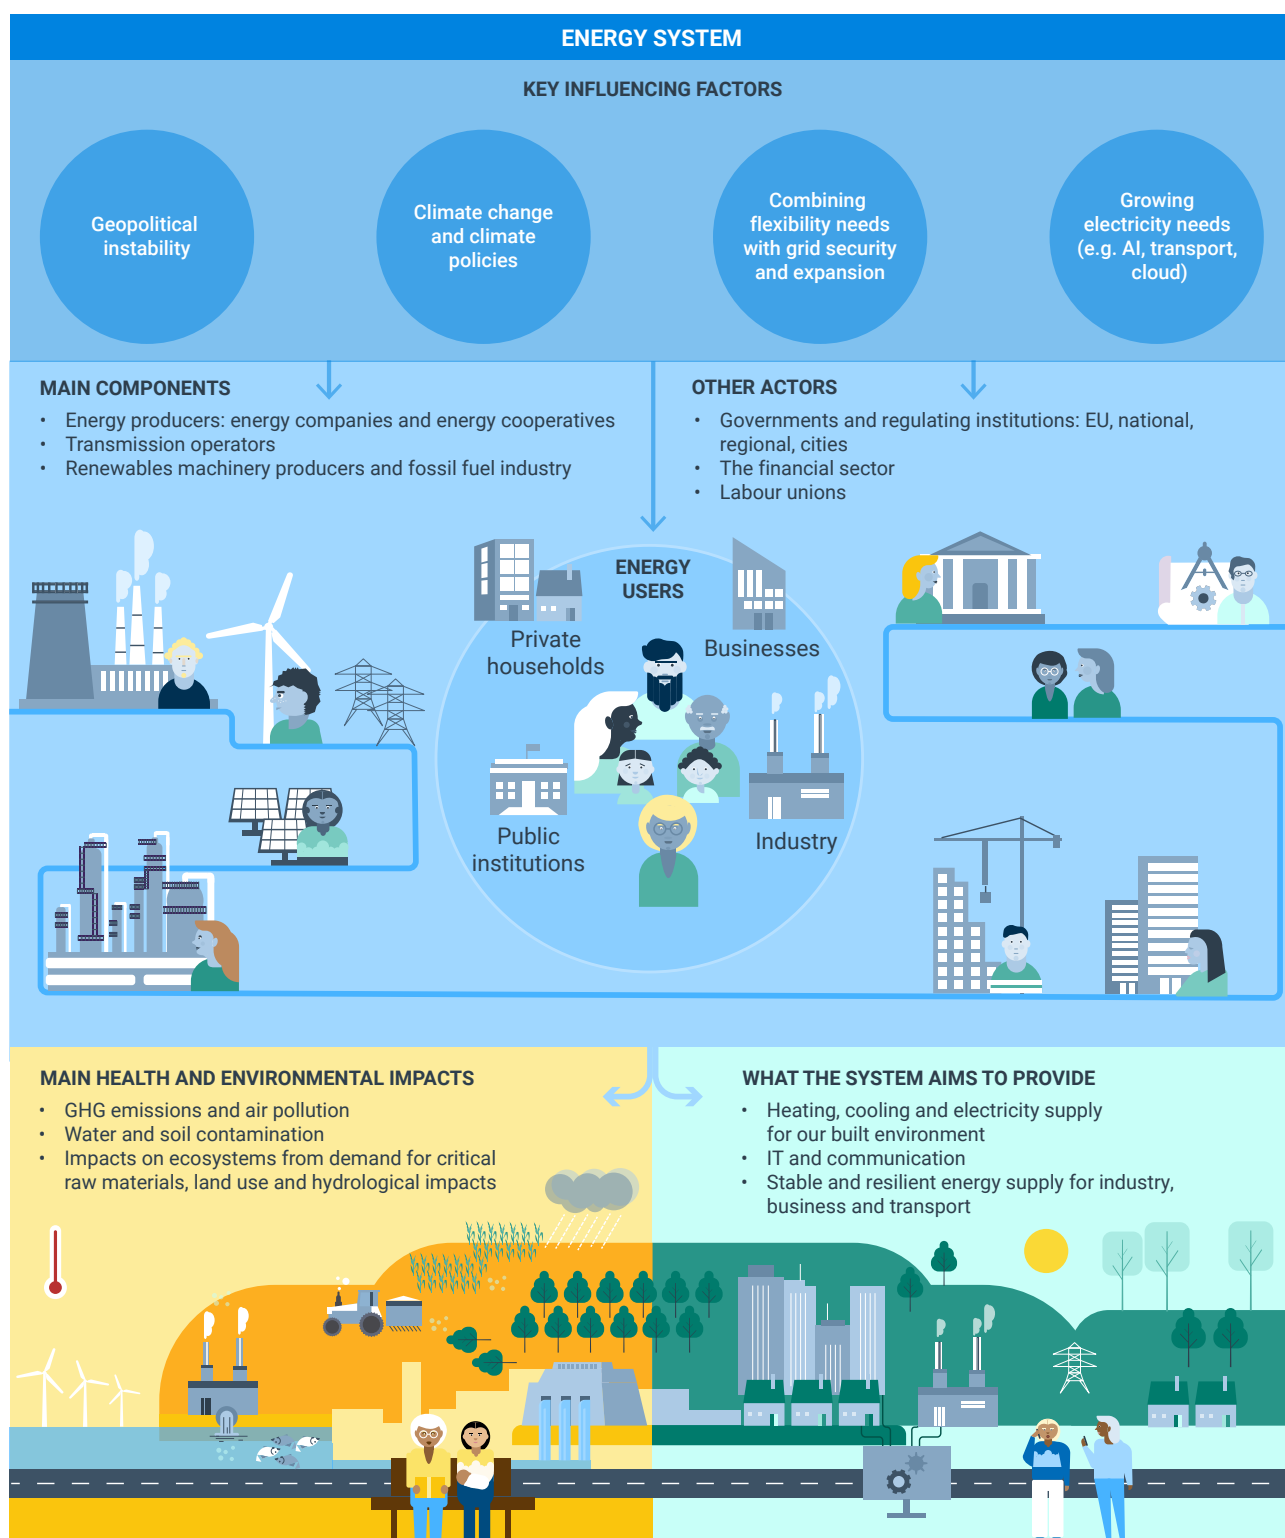 ENERGY SYSTEM
KEY INFLUENCING FACTORS
Geopolitical
instability
Climate change
and climate
policies
Combining
flexibility needs
with grid security
and expansion
Growing
electricity needs
(e.g. AI, transport,
cloud)
MAIN COMPONENTS
• Energy producers: energy companies and energy cooperatives
• Transmission operators
• Renewables machinery producers and fossil fuel industry
OTHER ACTORS
• Governments and regulating institutions: EU, national,
regional, cities
• The financial sector
• Labour unions
ENERGY
USERS
Private
households
Businesses
Public
institutions
Industry
MAIN HEALTH AND ENVIRONMENTAL IMPACTS
• GHG emissions and air pollution
• Water and soil contamination
• Impacts on ecosystems from demand for critical
raw materials, land use and hydrological impacts
WHAT THE SYSTEM AIMS TO PROVIDE
• Heating, cooling and electricity supply
for our built environment
• IT and communication
• Stable and resilient energy supply for industry,
business and transport